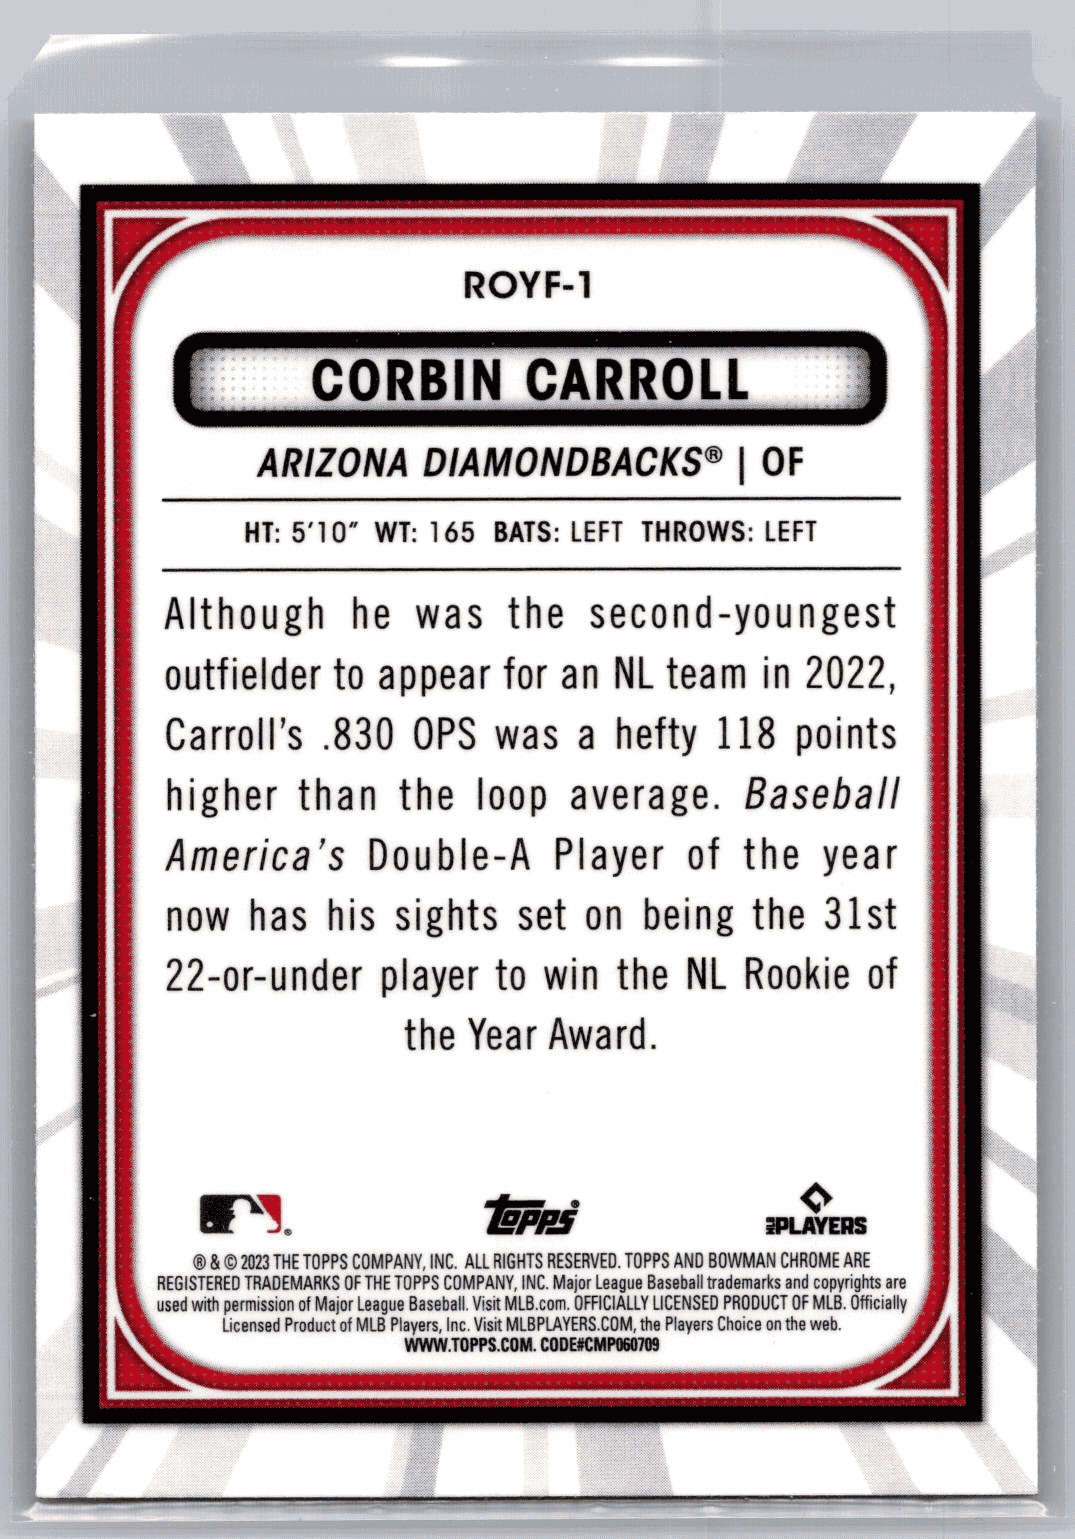 ROYF-1
CORBIN CARROLL
ARIZONA DIAMONDBACKS® | OF
HT: 5'10" WT: 165 BATS: LEFT THROWS: LEFT
Although he was the second-youngest
outfielder to appear for an NL team in 2022,
Carroll's .830 OPS was a hefty 118 points
higher than the loop average. Baseball
America's Double-A Player of the year
now has his sights set on being the 31st
22-or-under player to win the NL Rookie of
the Year Award.
® topps® MLB PLAYERS
® & © 2023 THE TOPPS COMPANY, INC. ALL RIGHTS RESERVED. TOPPS AND BOWMAN CHROME ARE
REGISTERED TRADEMARKS OF THE TOPPS COMPANY, INC. Major League Baseball trademarks and copyrights are
used with permission of Major League Baseball. Visit MLB.com. OFFICIALLY LICENSED PRODUCT OF MLB. Officially
Licensed Product of MLB Players, Inc. Visit MLBPLAYERS.COM, the Players Choice on the web.
WWW.TOPPS.COM. CODE#CMP060709